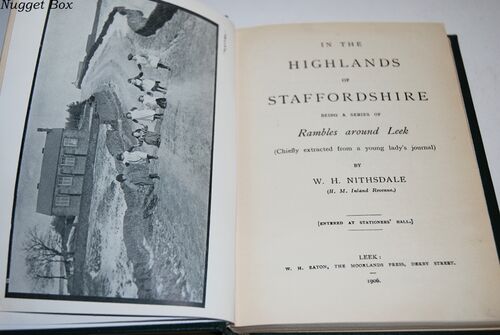 Nugget Box
IN THE
HIGHLANDS
OF
STAFFORDSHIRE
BEING A SERIES OF
Rambles around Leek
(Chiefly extracted from a young lady's journal)
BY
W. H. NITHSDALE
(H. M. Inland Revenue.)
[ENTERED AT STATIONERS' HALL.]
LEEK:
W. H. EATON, THE MOORLANDS PRESS, DERBY STREET.
1906.